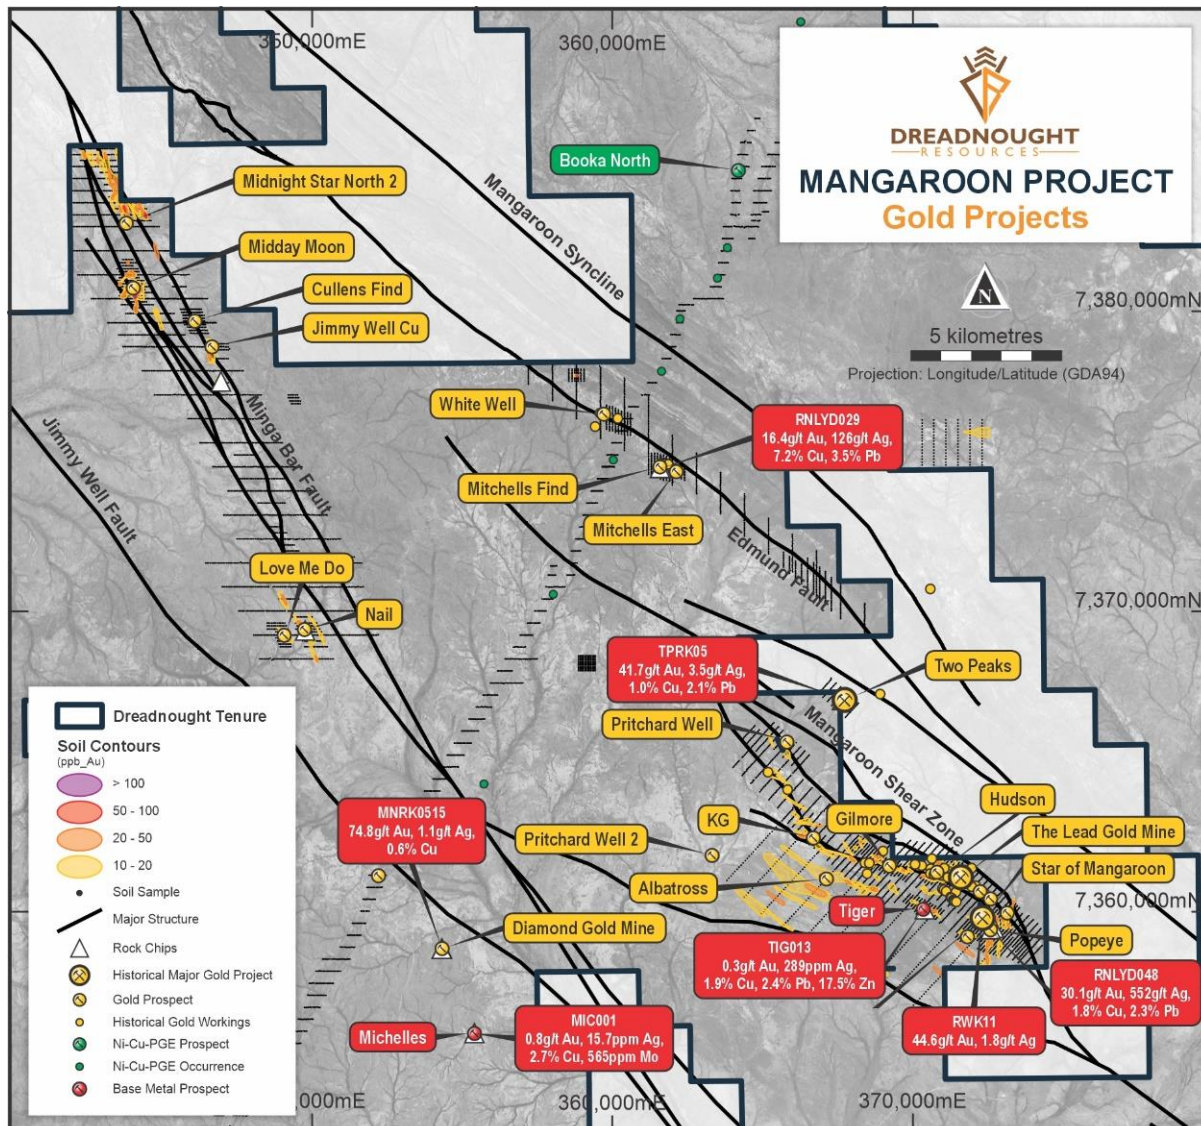 350,000mE
360,000mE
DREADNOUGHT
RESOURCES
MANGAROON PROJECT
Gold Projects
Booka North
Midnight Star North 2
Mangaroon Syncline
Midday Moon
Cullens Find
Jimmy Well Cu
N
7,380,000mN
5 kilometres
Projection: Longitude/Latitude (GDA94)
White Well
RNLYD029
16.4g/t Au, 126g/t Ag,
7.2% Cu, 3.5% Pb
Minga Bar Fault
Jimmy Well Fault
Mitchells Find
Mitchells East
Edmund Fault
Love Me Do
Nail
7,370,000mN
TPRK05
41.7g/t Au, 3.5g/t Ag,
1.0% Cu, 2.1% Pb
Two Peaks
Pritchard Well
Mangaroon Shear Zone
Hudson
KG
Gilmore
The Lead Gold Mine
Star of Mangaroon
MNRK0515
74.8g/t Au, 1.1g/t Ag,
0.6% Cu
Pritchard Well 2
Albatross
Tiger
7,360,000mN
Diamond Gold Mine
Popeye
TIG013
0.3g/t Au, 289ppm Ag,
1.9% Cu, 2.4% Pb, 17.5% Zn
RNLYD048
30.1g/t Au, 552g/t Ag,
1.8% Cu, 2.3% Pb
RWK11
44.6g/t Au, 1.8g/t Ag
Michelles
MIC001
0.8g/t Au, 15.7ppm Ag,
2.7% Cu, 565ppm Mo
Dreadnought Tenure
Soil Contours
(ppb_Au)
> 100
50 - 100
20 - 50
10 - 20
Soil Sample
Major Structure
Rock Chips
Historical Major Gold Project
Gold Prospect
Historical Gold Workings
Ni-Cu-PGE Prospect
Ni-Cu-PGE Occurrence
Base Metal Prospect
000mE
360,000mE
370,000mE